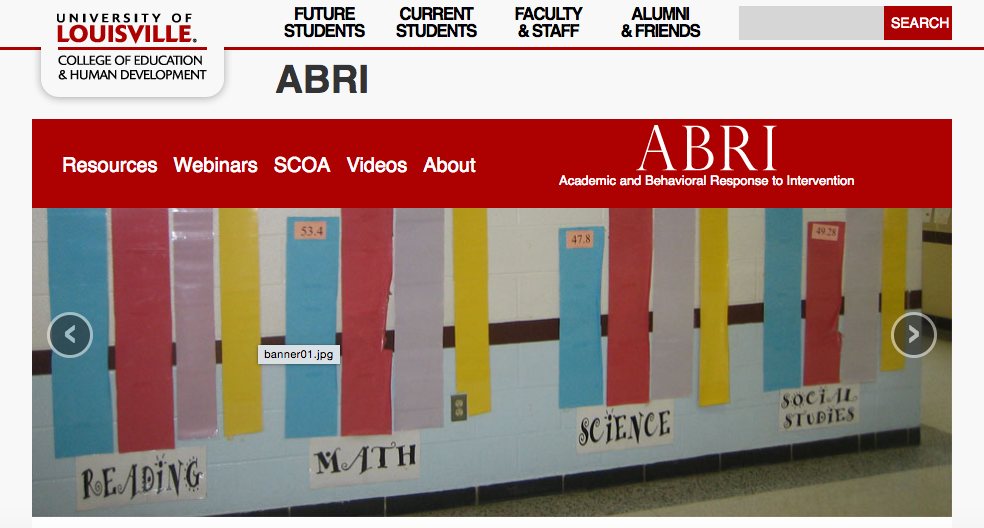 UNIVERSITY OF
LOUISVILLE.
COLLEGE OF EDUCATION
& HUMAN DEVELOPMENT
FUTURE
STUDENTS
CURRENT
STUDENTS
FACULTY
& STAFF
ALUMNI
& FRIENDS
SEARCH
ABRI
Resources Webinars SCOA Videos About
ABRI
Academic and Behavioral Response to Intervention
53.4
47.8
49.28
banner01.jpg
READING
MATH
SCIENCE
SOCIAL
STUDIES